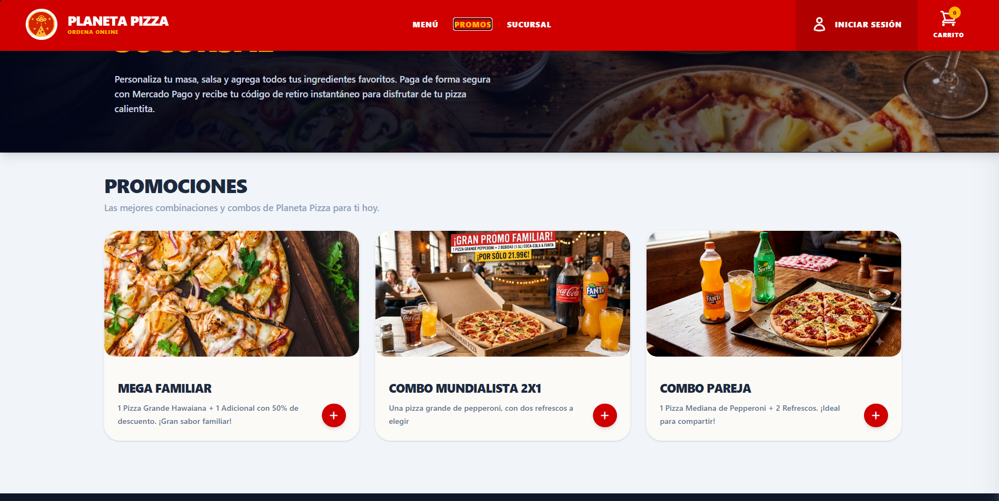 PLANETA PIZZA
ORDENA ONLINE
MENÚ
PROMOS
SUCURSAL
INICIAR SESIÓN
0
CARRITO
SUCURSAL
Personaliza tu masa, salsa y agrega todos tus ingredientes favoritos. Paga de forma segura
con Mercado Pago y recibe tu código de retiro instantáneo para disfrutar de tu pizza
calientita.
PROMOCIONES
Las mejores combinaciones y combos de Planeta Pizza para ti hoy.
¡GRAN PROMO FAMILIAR!
1 PIZZA GRANDE PEPPERONI + 2 BEBIDAS (1.5L) COCA-COLA & FANTA
¡POR SÓLO 21.99€!
Coca-Cola
FANTA
Coca-Cola
PIZZA DELI
PIZZA
FANTA
Sprite
MEGA FAMILIAR
1 Pizza Grande Hawaiana + 1 Adicional con 50% de
descuento. ¡Gran sabor familiar!
COMBO MUNDIALISTA 2X1
Una pizza grande de pepperoni, con dos refrescos a
elegir
COMBO PAREJA
1 Pizza Mediana de Pepperoni + 2 Refrescos. ¡Ideal
para compartir!